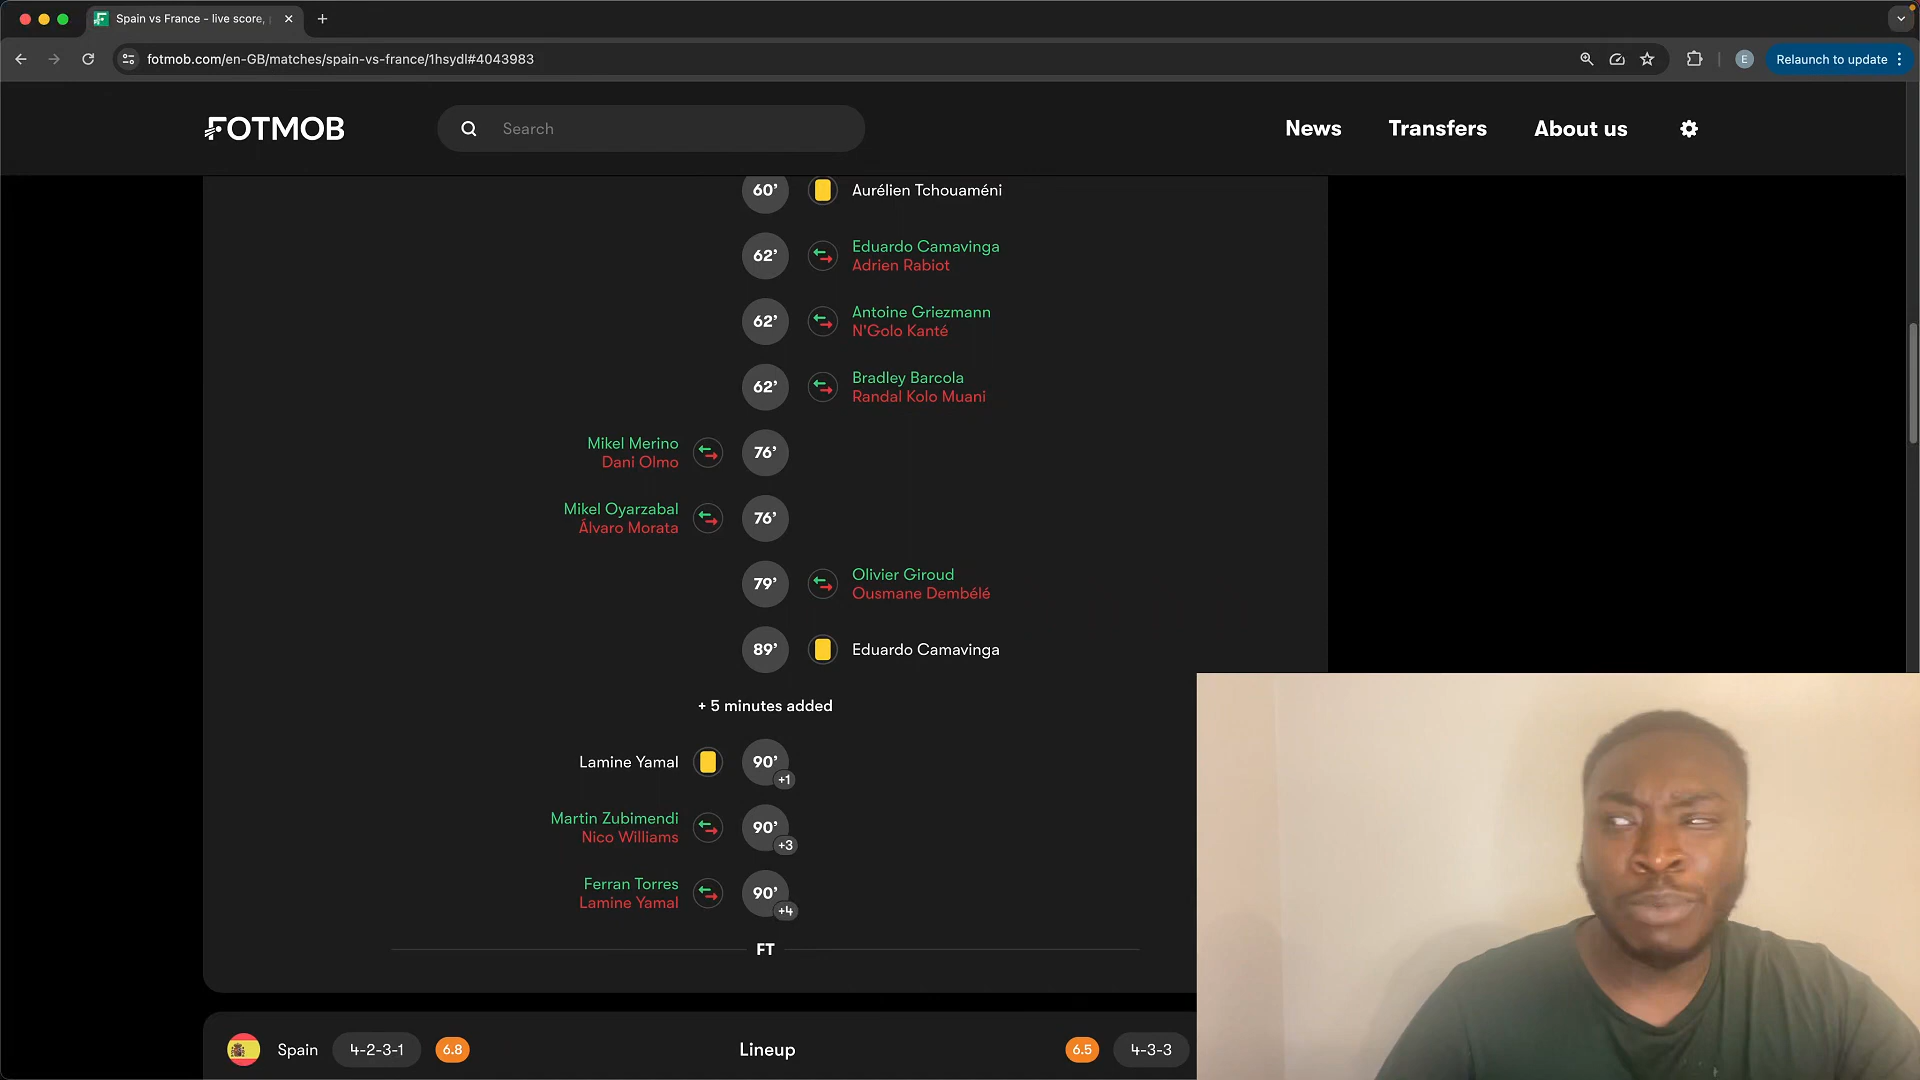 Spain vs France - live score,
fotmob.com/en-GB/matches/spain-vs-france/1hsydl#4043983
E
Relaunch to update
FOTMOB
Search
News
Transfers
About us
60’
Aurélien Tchouaméni
62’
Eduardo Camavinga
Adrien Rabiot
62’
Antoine Griezmann
N'Golo Kanté
62’
Bradley Barcola
Randal Kolo Muani
Mikel Merino
Dani Olmo
76’
Mikel Oyarzabal
Álvaro Morata
76’
79’
Olivier Giroud
Ousmane Dembélé
89’
Eduardo Camavinga
+ 5 minutes added
Lamine Yamal
90’
+1
Martin Zubimendi
Nico Williams
90’
+3
Ferran Torres
Lamine Yamal
90’
+4
FT
Spain
4-2-3-1
6.8
Lineup
6.5
4-3-3